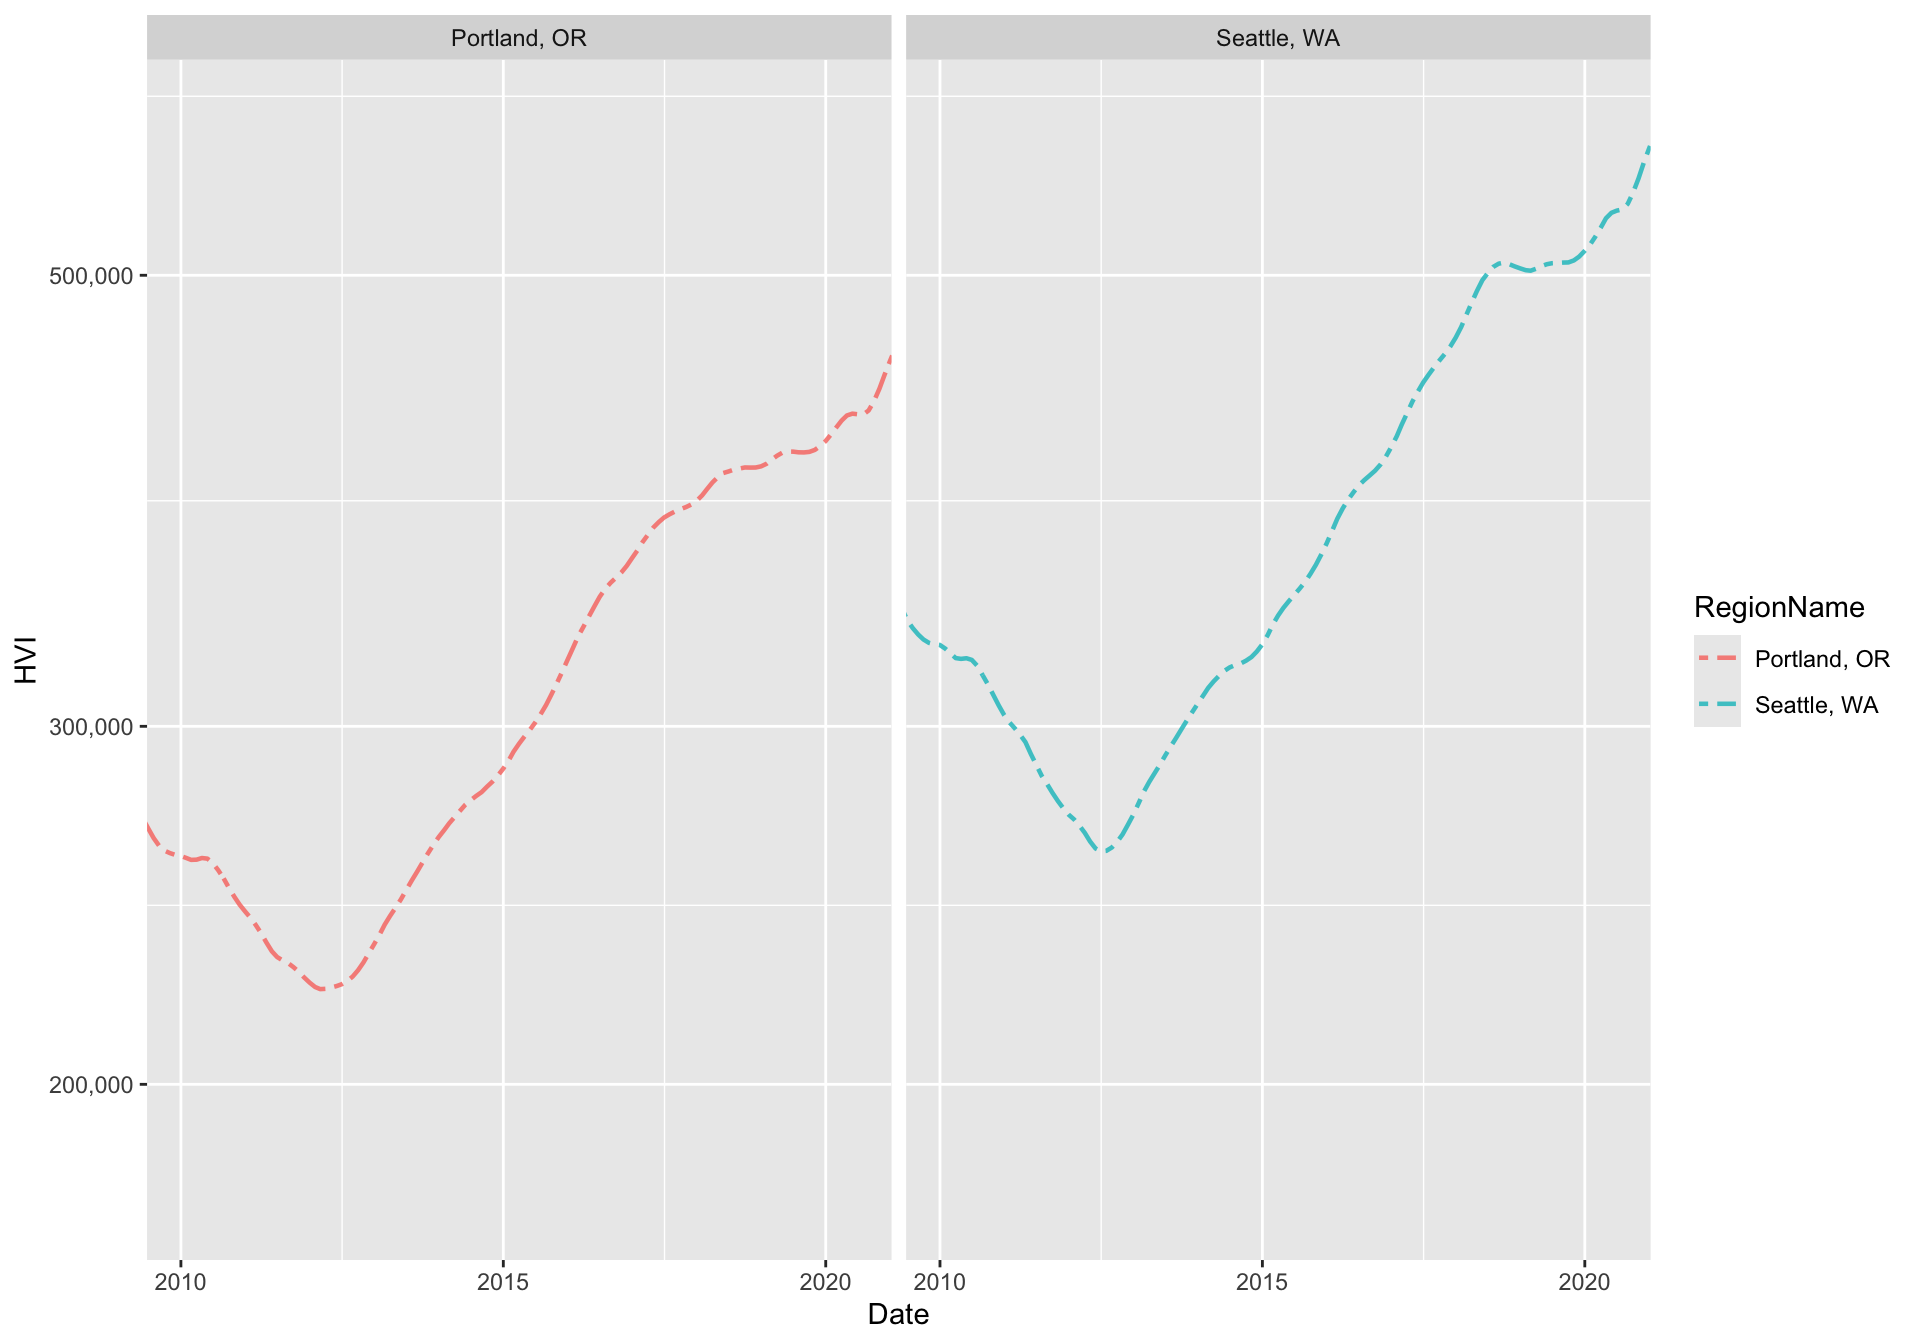 Portland, OR
Seattle, WA
HVI
500,000
300,000
200,000
2010
2015
2020
2010
2015
2020
Date
RegionName
Portland, OR
Seattle, WA